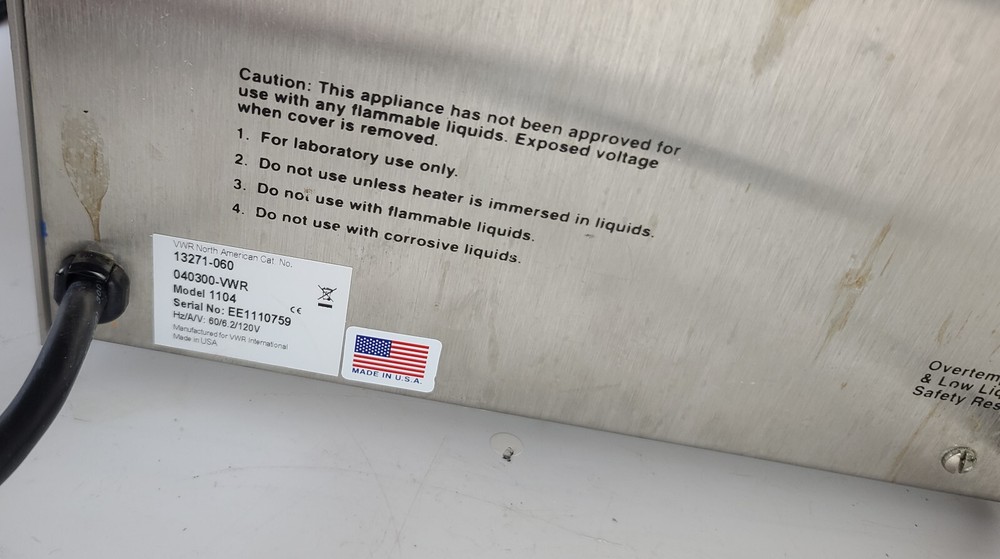 Caution: This appliance has not been approved for
use with any flammable liquids. Exposed voltage
when cover is removed.
1. For laboratory use only.
2. Do not use unless heater is immersed in liquids.
3. Do not use with flammable liquids.
4. Do not use with corrosive liquids.
VWR North American Cat. No.
13271-060
040300-VWR
Model 1104
Serial No: EE1110759
CE
Hz/A/V: 60/6.2/120V
Manufactured for VWR International
Made in USA
MADE IN U.S.A.
Overtem
& Low Liq
Safety Res